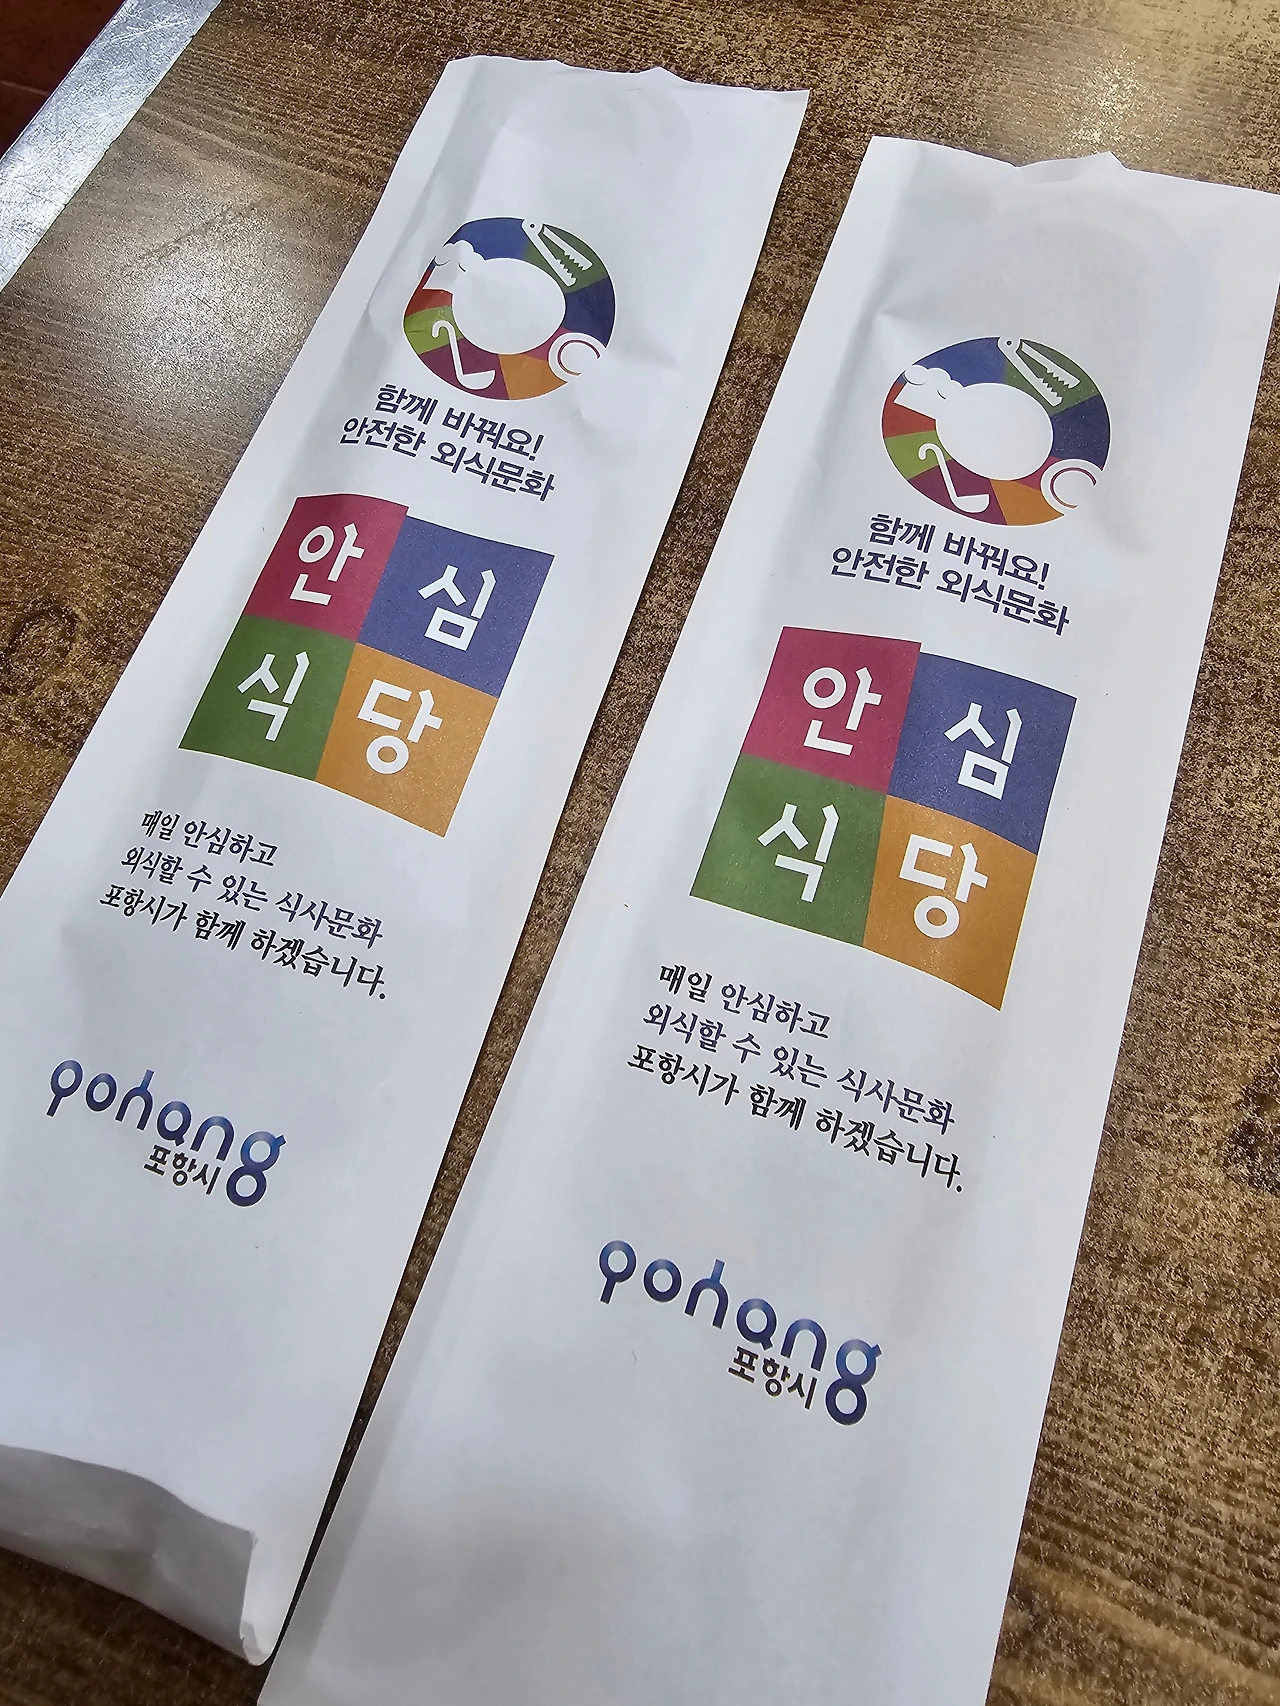 함께 바꿔요!
안전한 외식문화
안심
식당
매일 안심하고
외식할 수 있는 식사문화
포항시가 함께 하겠습니다.
pohang
포항시
함께 바꿔요!
안전한 외식문화
안심
식당
매일 안심하고
외식할 수 있는 식사문화
포항시가 함께 하겠습니다.
pohang
포항시